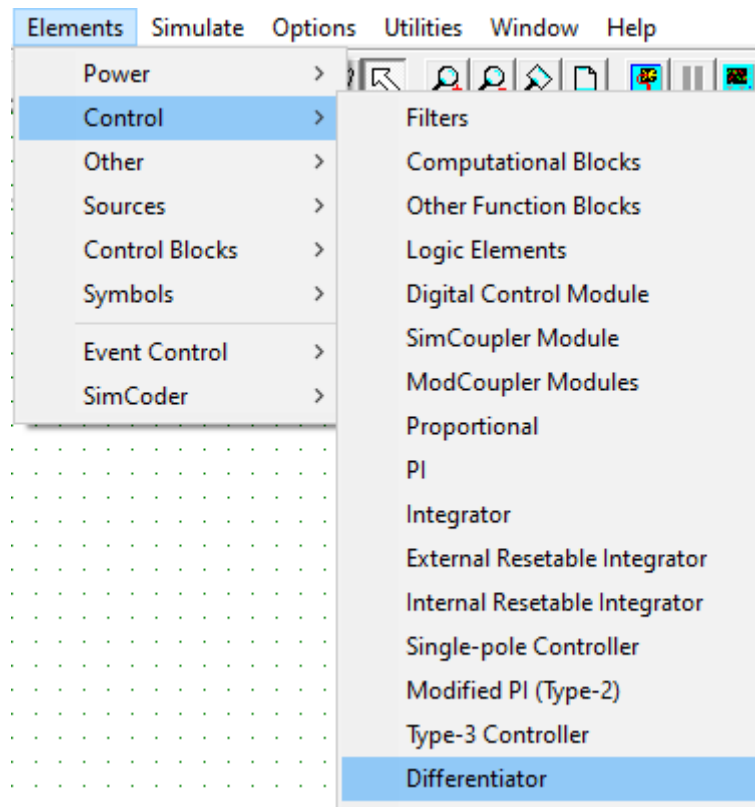 Elements Simulate Options Utilities Window Help
Power
Control
Other
Sources
Control Blocks
Symbols
Event Control
SimCoder
Filters
Computational Blocks
Other Function Blocks
Logic Elements
Digital Control Module
SimCoupler Module
ModCoupler Modules
Proportional
PI
Integrator
External Resetable Integrator
Internal Resetable Integrator
Single-pole Controller
Modified PI (Type-2)
Type-3 Controller
Differentiator